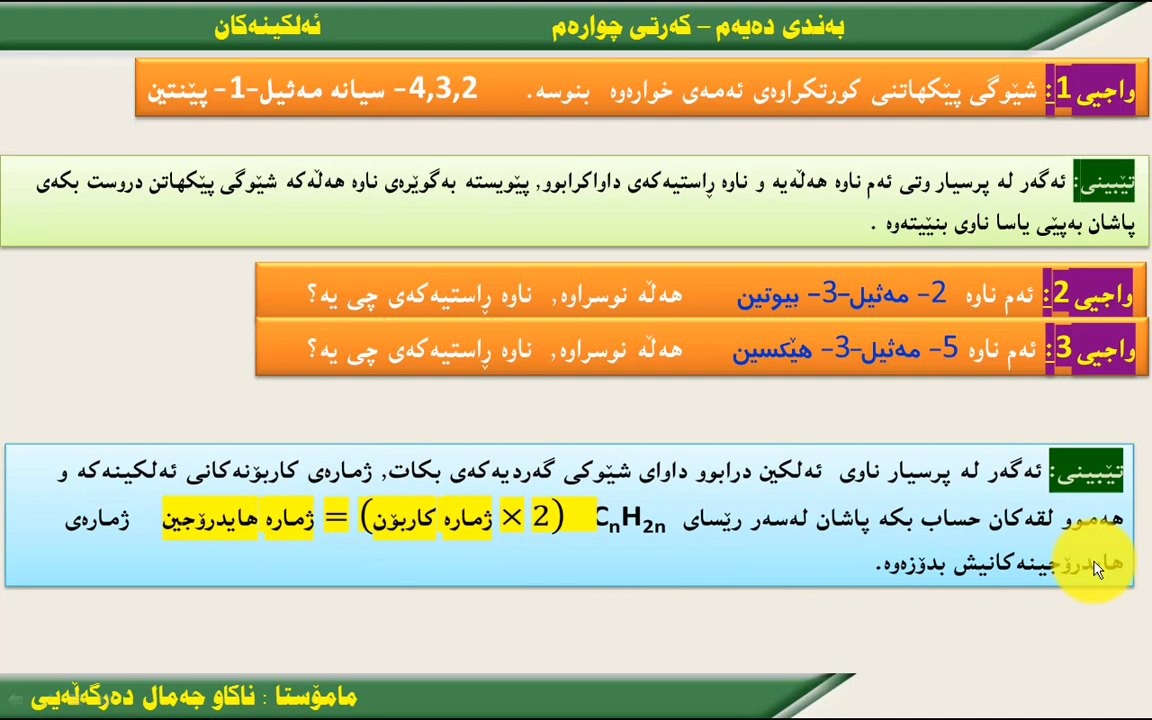 بەندی دەیەم – کەرتی چوارەم
ئەلکینەکان
واجیی 1: شێوگی پێکهاتنی کورتکراوەی ئەمەی خوارەوە بنوسە. 4,3,2– سیانە مەثیل-1- پێنتین
تێبینی: ئەگەر لە پرسیار وتی ئەم ناوە هەڵەیە و ناوە ڕاستیەکەی داواکرابوو, پێویستە بەگوێرەی ناوە هەڵەکە شێوگی پێکهاتن دروست بکەی
پاشان بەپێی یاسا ناوی بنێیتەوە .
واجیی 2: ئەم ناوە 2- مەثیل-3- بیوتین هەڵە نوسراوە, ناوە ڕاستیەکەی چی یە؟
واجیی 3: ئەم ناوە 5- مەثیل-3- هێکسین هەڵە نوسراوە, ناوە ڕاستیەکەی چی یە؟
تێبینی: ئەگەر لە پرسیار ناوی ئەلکین درابوو داوای شێوکی گەردیەکەی بکات, ژمارەی کاربۆنەکانی ئەلکینەکە و
هەموو لقەکان حساب بکە پاشان لەسەر رێسای CnH2n (2 × ژمارە کاربۆن) = ژمارە هایدرۆجین ژمارەی
هایدرۆجینەکانیش بدۆزەوە.
مامۆستا : ناکاو جەمال دەرگەڵەیی